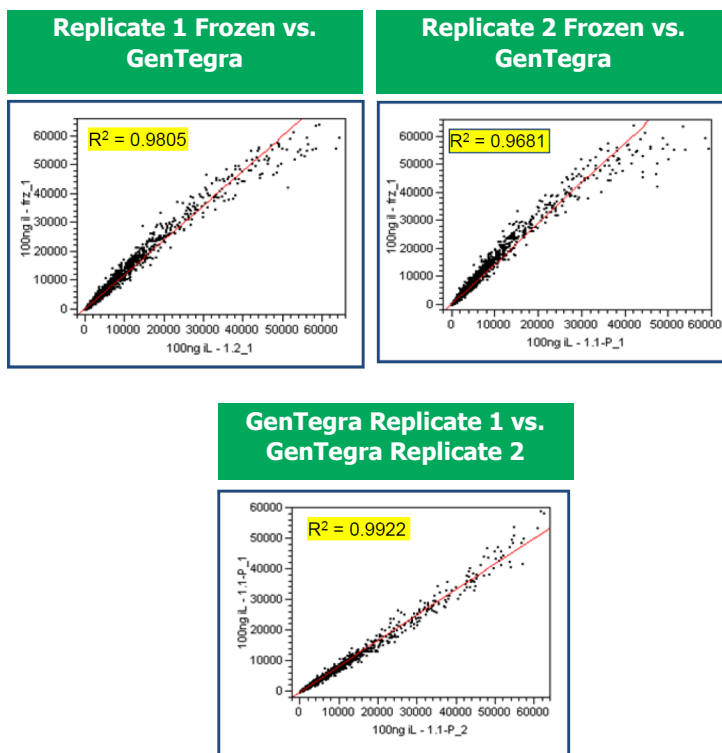 Replicate 1 Frozen vs.
GenTegra
R² = 0.9805
60000
50000
40000
30000
20000
10000
0
100ng il - frz_1
0 10000 20000 30000 40000 50000 60000
100ng iL - 1.2_1
Replicate 2 Frozen vs.
GenTegra
R² = 0.9681
60000
50000
40000
30000
20000
10000
0
100ng il - frz_1
0 10000 20000 30000 40000 50000 60000
100ng iL - 1.1-P_1
GenTegra Replicate 1 vs.
GenTegra Replicate 2
R² = 0.9922
60000
50000
40000
30000
20000
10000
0
100ng iL - 1.1-P_1
0 10000 20000 30000 40000 50000 60000
100ng iL - 1.1-P_2